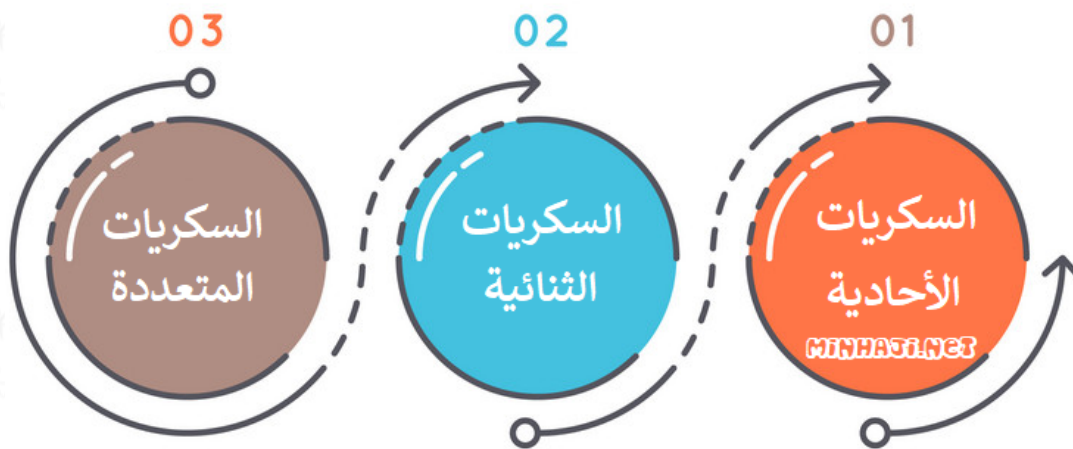 01
السكريات
الأحادية
MiNHAJi.NeT
02
السكريات
الثنائية
03
السكريات
المتعددة